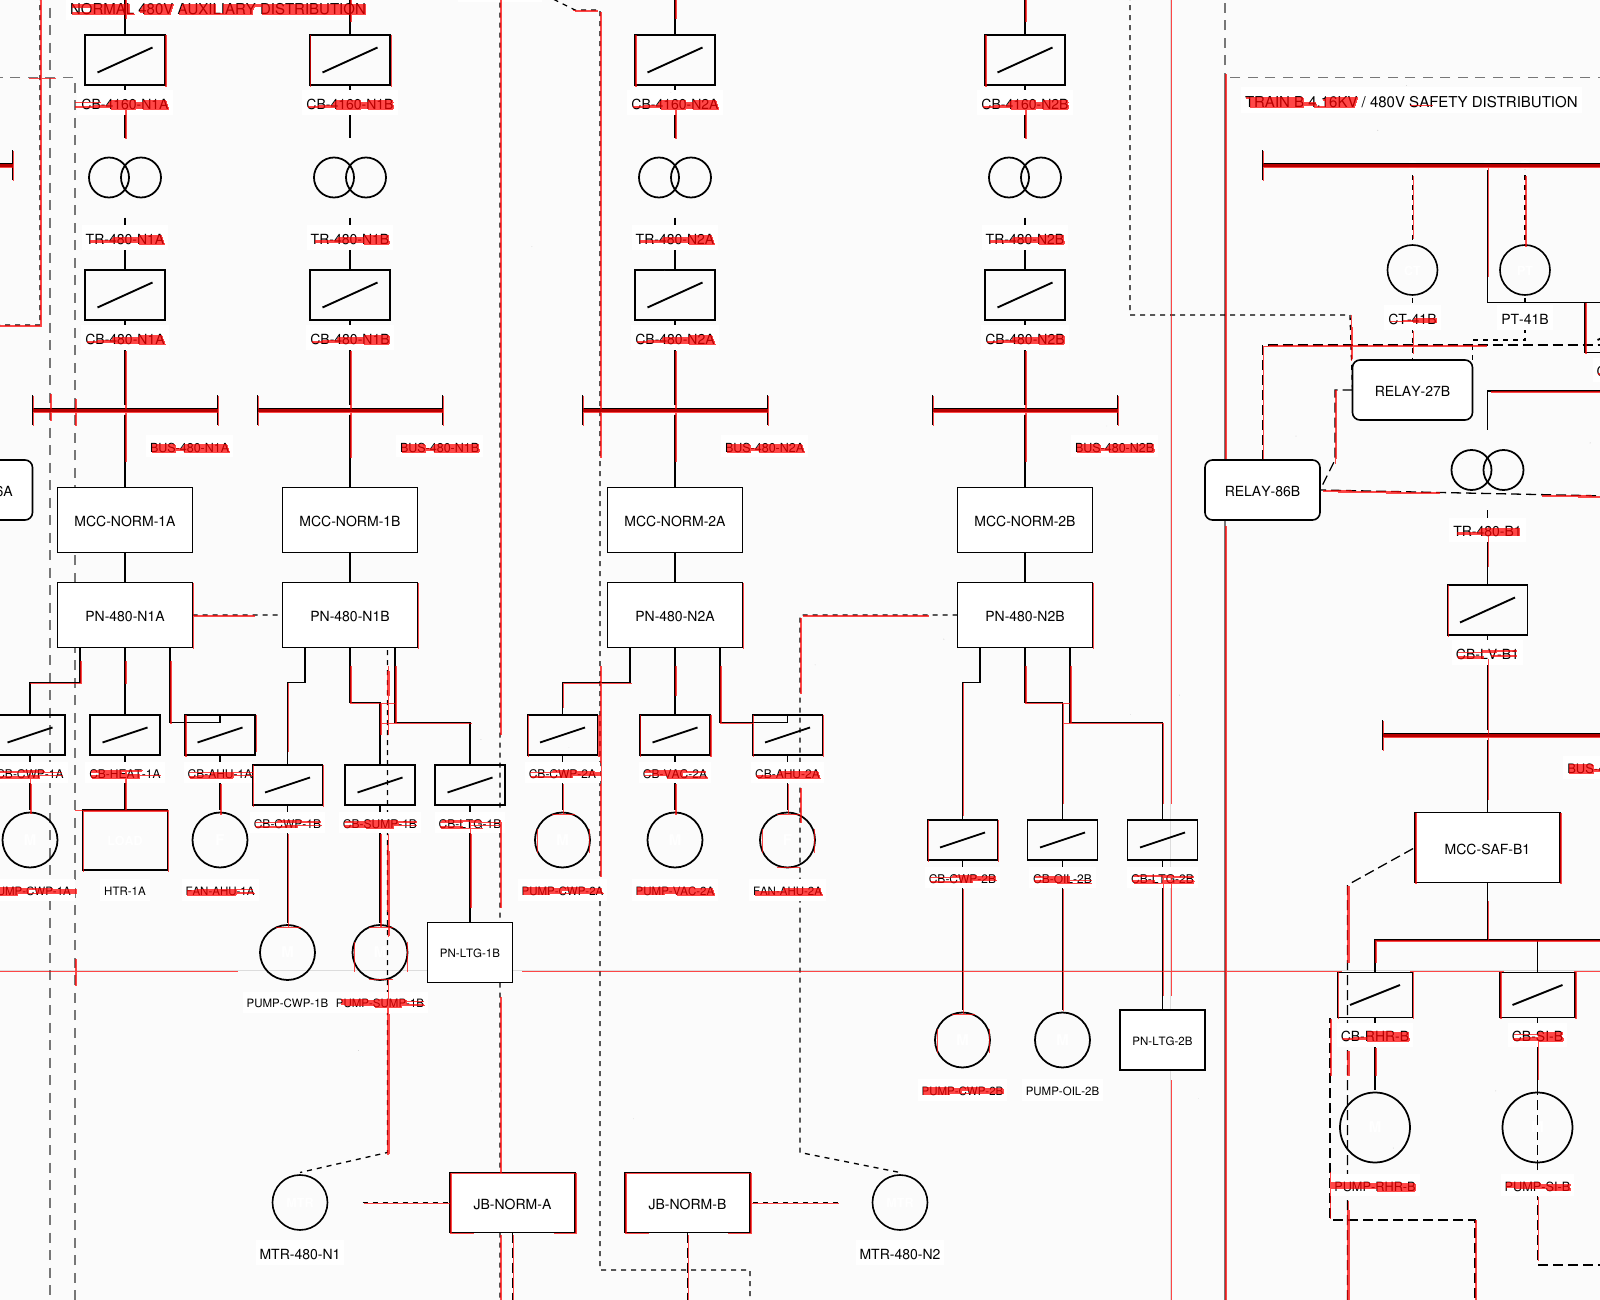 NORMAL 480V AUXILIARY DISTRIBUTION
CB-4160-N1A
CB-4160-N1B
CB-4160-N2A
CB-4160-N2B
TRAIN B 4.16KV / 480V SAFETY DISTRIBUTION
TR-480-N1A
TR-480-N1B
TR-480-N2A
TR-480-N2B
CT-41B
PT-41B
CB-480-N1A
CB-480-N1B
CB-480-N2A
CB-480-N2B
RELAY-27B
BUS-480-N1A
BUS-480-N1B
BUS-480-N2A
BUS-480-N2B
6A
RELAY-86B
MCC-NORM-1A
MCC-NORM-1B
MCC-NORM-2A
MCC-NORM-2B
TR-480-B1
PN-480-N1A
PN-480-N1B
PN-480-N2A
PN-480-N2B
CB-LV-B1
CB-CWP-1A
CB-HEAT-1A
CB-AHU-1A
CB-CWP-2A
CB-VAC-2A
CB-AHU-2A
BUS-
CB-CWP-1B
CB-SUMP-1B
CB-LTG-1B
MCC-SAF-B1
CB-CWP-2B
CB-OIL-2B
CB-LTG-2B
UMP-CWP-1A
HTR-1A
FAN-AHU-1A
PUMP-CWP-2A
PUMP-VAC-2A
FAN-AHU-2A
PN-LTG-1B
PUMP-CWP-1B
PUMP-SUMP-1B
CB-RHR-B
CB-SI-B
PN-LTG-2B
PUMP-CWP-2B
PUMP-OIL-2B
PUMP-RHR-B
PUMP-SI-B
JB-NORM-A
JB-NORM-B
MTR-480-N1
MTR-480-N2